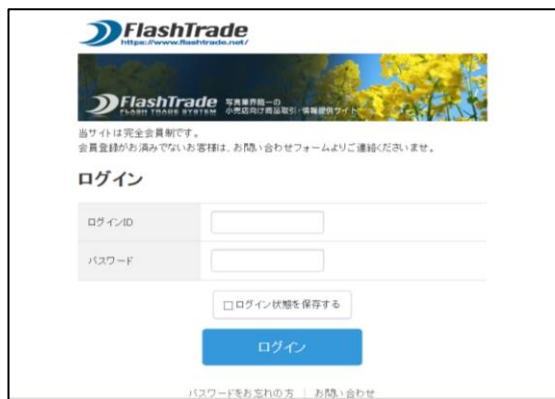 FlashTrade
https://www.flashtrade.net/
FlashTrade 写真業界随一の
FLASH TRADE SYSTEM 小売店向け商品取引・情報提供サイト
当サイトは完全会員制です。
会員登録がお済みでないお客様は、お問い合わせフォームよりご連絡くださいませ。
ログイン
ログインID
パスワード
ログイン状態を保存する
ログイン
パスワードをお忘れの方 | お問い合わせ